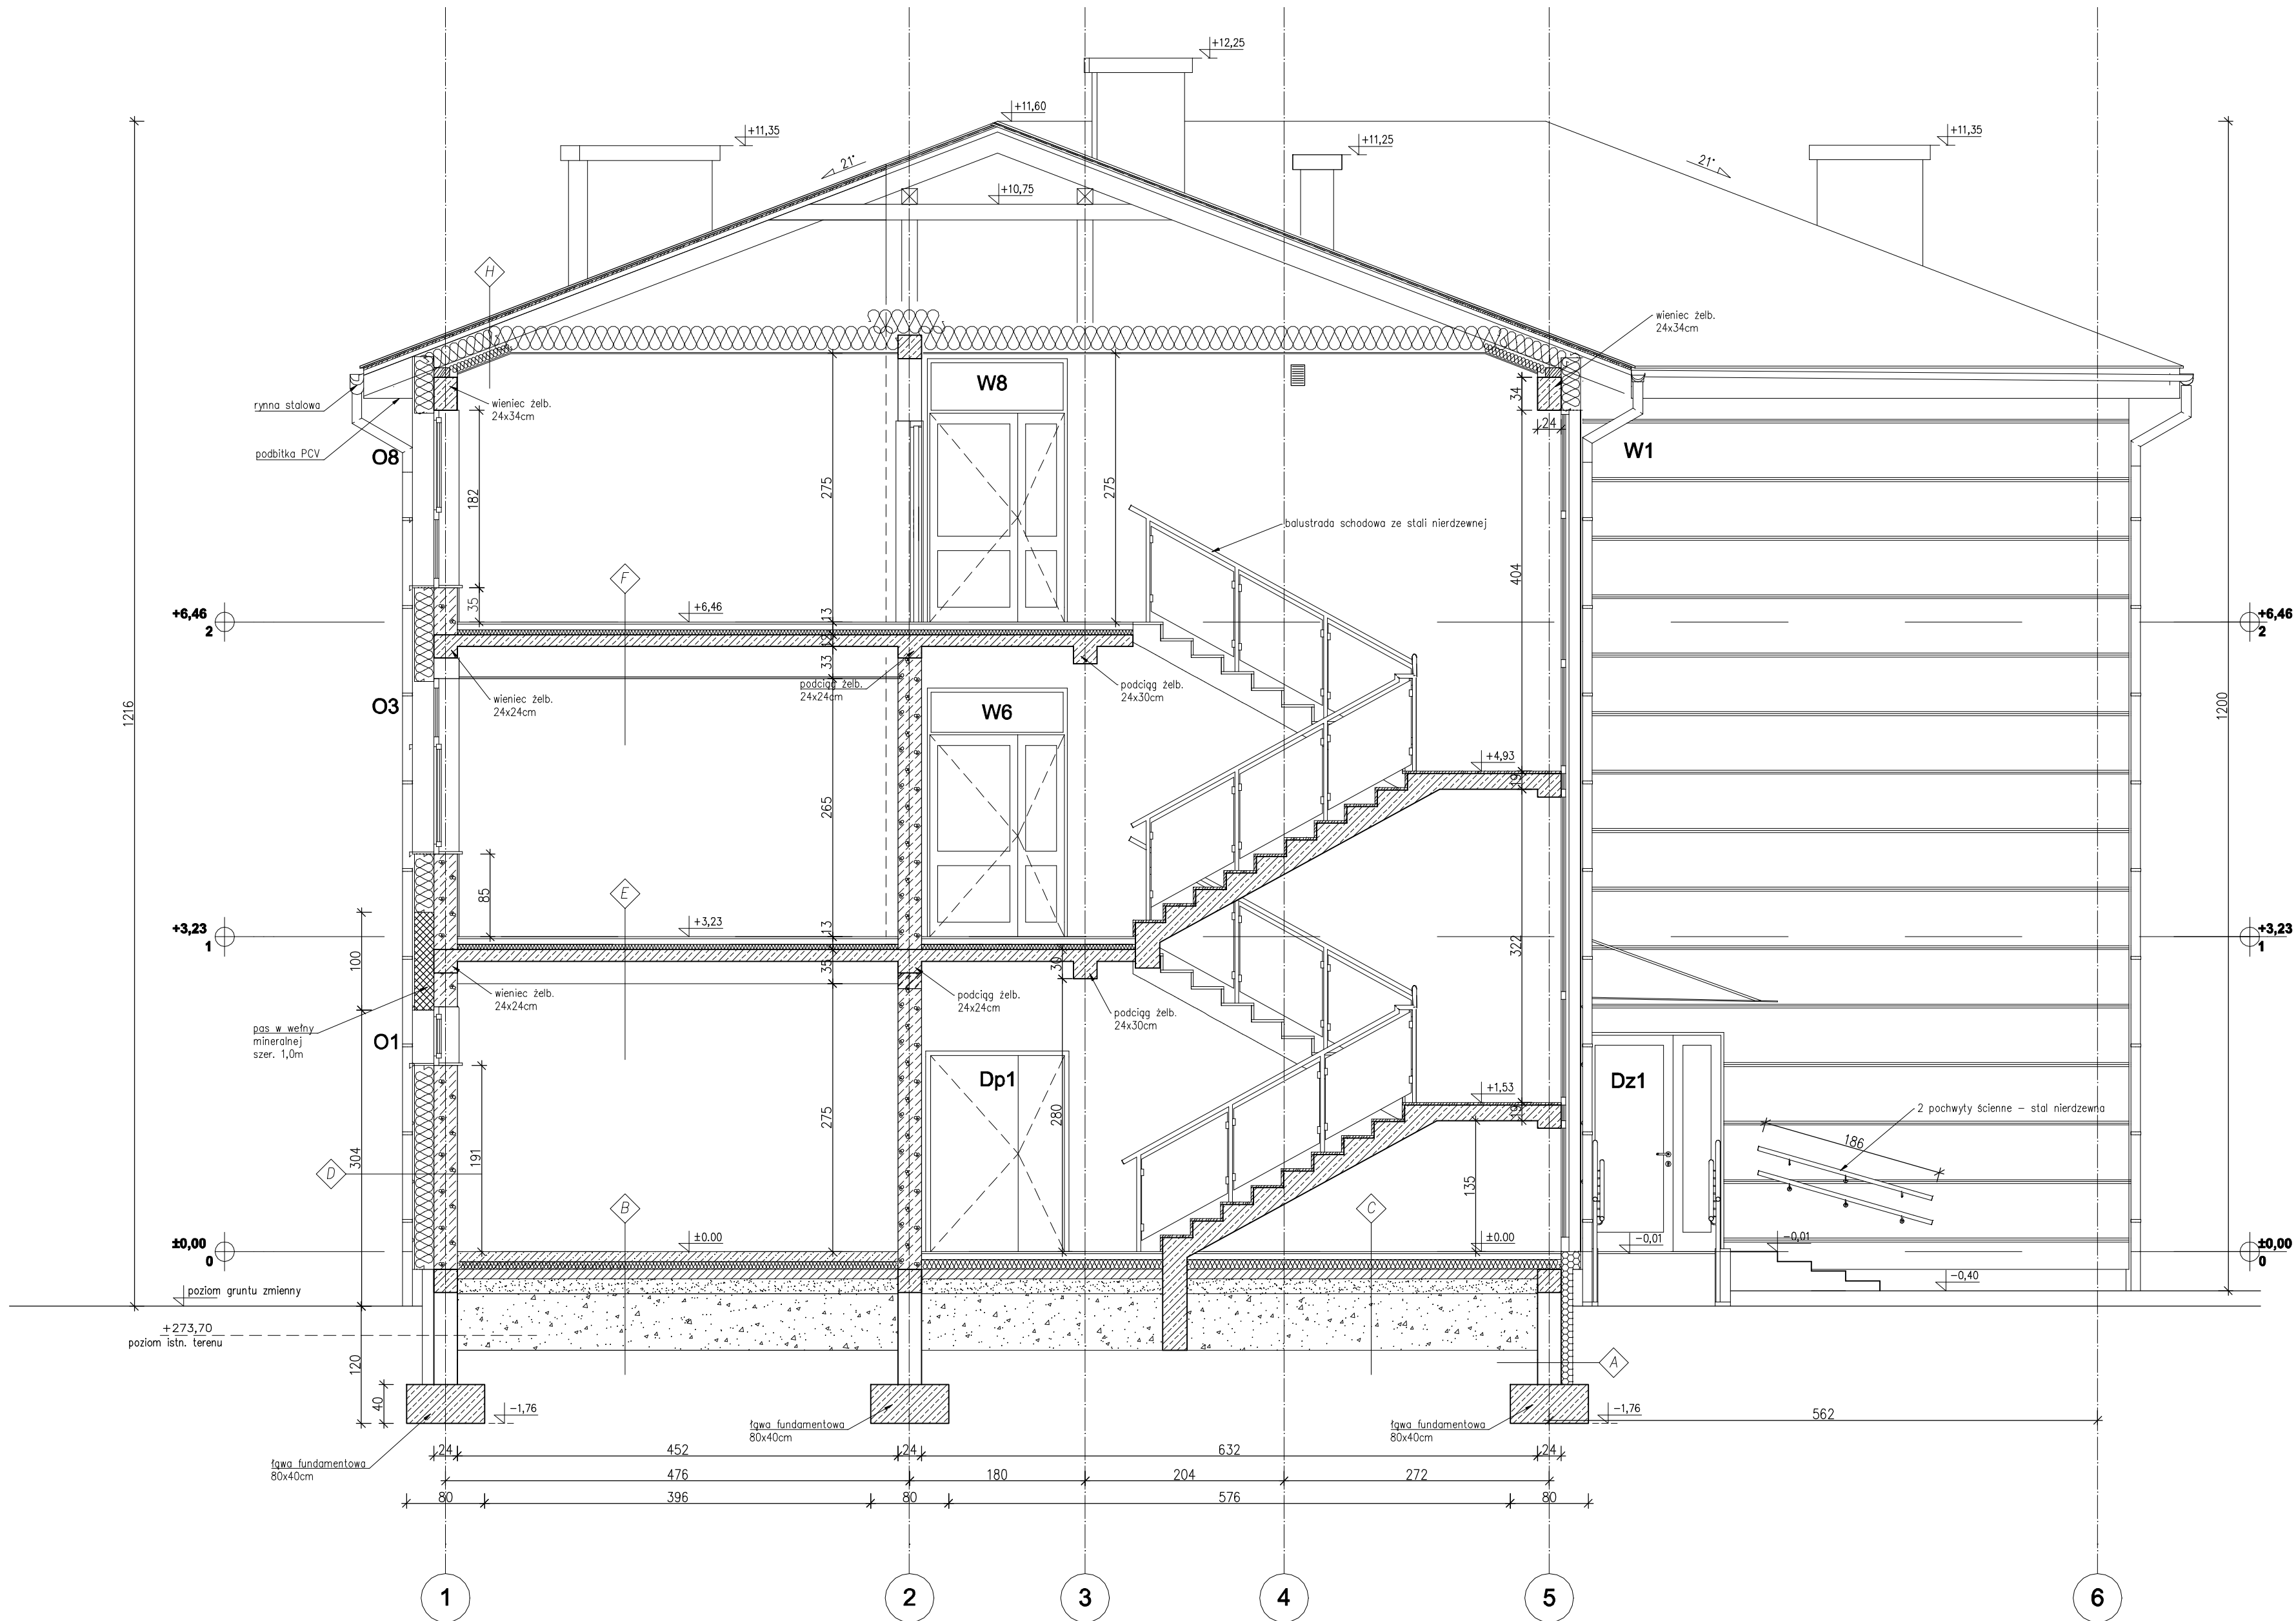 +12,25
+11,60
+11,35
+11,25
+11,35
21°
21°
+10,75
H
wieniec żelb.
24x34cm
W8
rynna stalowa
wieniec żelb.
24x34cm
34
24
podbitka PCV
O8
W1
182
275
275
balustrada schodowa ze stali nierdzewnej
404
F
35
13
+6,46
2
+6,46
+6,46
2
12
33
podciąg żelb.
24x24cm
podciąg żelb.
24x30cm
wieniec żelb.
24x24cm
O3
W6
1216
1200
+4,93
19
265
85
E
13
+3,23
1
+3,23
+3,23
1
322
100
35
30
wieniec żelb.
24x24cm
podciąg żelb.
24x24cm
podciąg żelb.
24x30cm
pas w wełny
mineralnej
szer. 1,0m
O1
Dp1
+1,53
19
Dz1
2 pochwyty ścienne – stal nierdzewna
186
275
280
304
191
135
D
B
C
±0,00
0
±0.00
±0.00
-0,01
-0,01
±0,00
0
-0,40
poziom gruntu zmienny
+273,70
poziom istn. terenu
120
40
A
-1,76
-1,76
562
ława fundamentowa
80x40cm
ława fundamentowa
80x40cm
ława fundamentowa
80x40cm
24
452
24
632
24
476
180
204
272
80
396
80
576
80
1
2
3
4
5
6